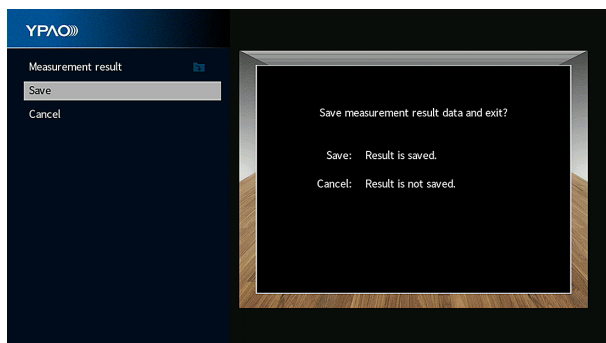 YPAO
Measurement result
Save
Cancel
Save measurement result data and exit?
Save: Result is saved.
Cancel: Result is not saved.